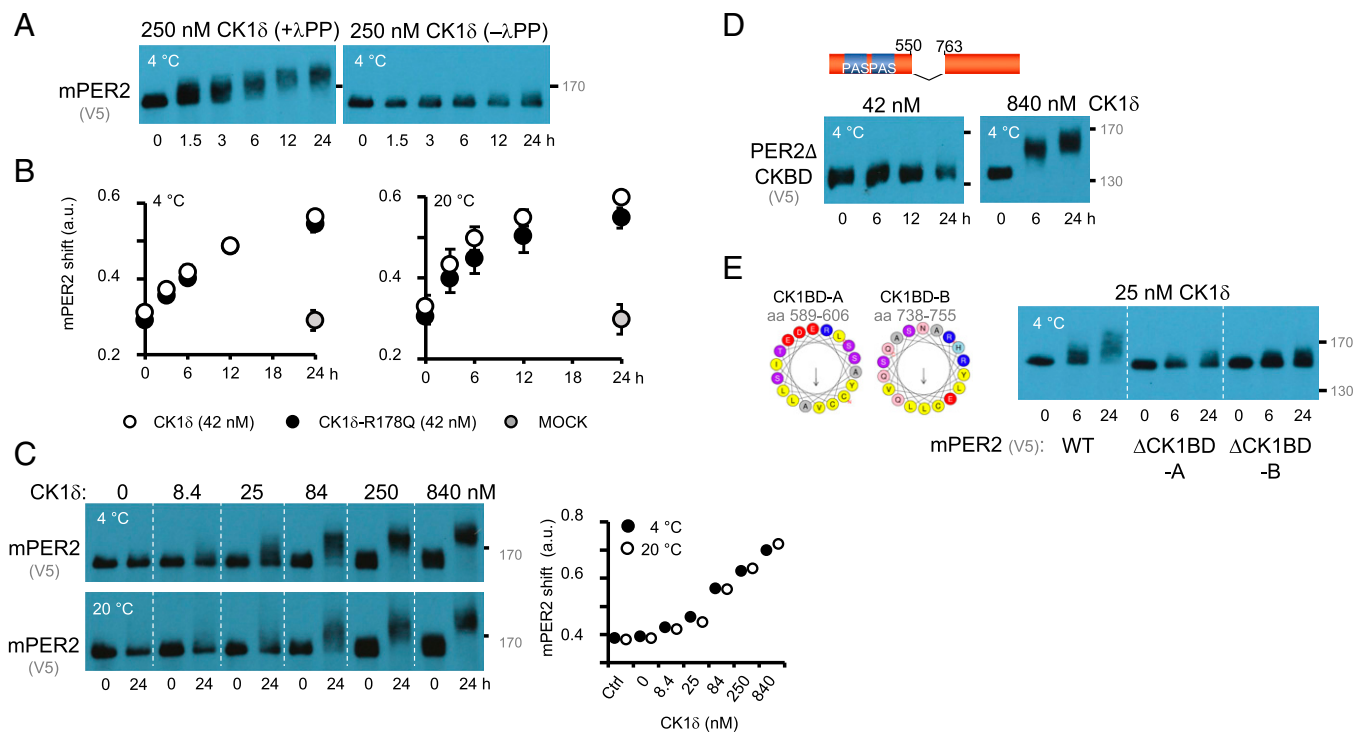 A
250 nM CK1δ (+λPP)
250 nM CK1δ (–λPP)
4 °C
4 °C
mPER2
(V5)
170
0 1.5 3 6 12 24
0 1.5 3 6 12 24 h
B
mPER2 shift (a.u.)
0.6
0.4
0.2
4 °C
0 6 12 18 24 h
0.6
0.4
0.2
20 °C
0 6 12 18 24 h
CK1δ (42 nM)
CK1δ-R178Q (42 nM)
MOCK
C
CK1δ: 0 8.4 25 84 250 840 nM
4 °C
mPER2
(V5)
170
20 °C
mPER2
(V5)
170
0 24 0 24 0 24 0 24 0 24 0 24 h
mPER2 shift (a.u.)
0.8
0.6
0.4
4 °C
20 °C
Ctrl 0 8.4 25 84 250 840
CK1δ (nM)
D
550 763
PAS PAS
42 nM
840 nM CK1δ
4 °C
4 °C
PER2Δ
CKBD
(V5)
170
130
0 6 12 24 h
0 6 24 h
E
CK1BD-A
aa 589-606
CK1BD-B
aa 738-755
T E D E R L S S A Y C C V A L L S I
Q A S N A R H R Y L E C L L Q V Q S
25 nM CK1δ
4 °C
170
130
0 6 24 0 6 24 0 6 24 h
mPER2 (V5): WT ΔCK1BD ΔCK1BD
-A -B